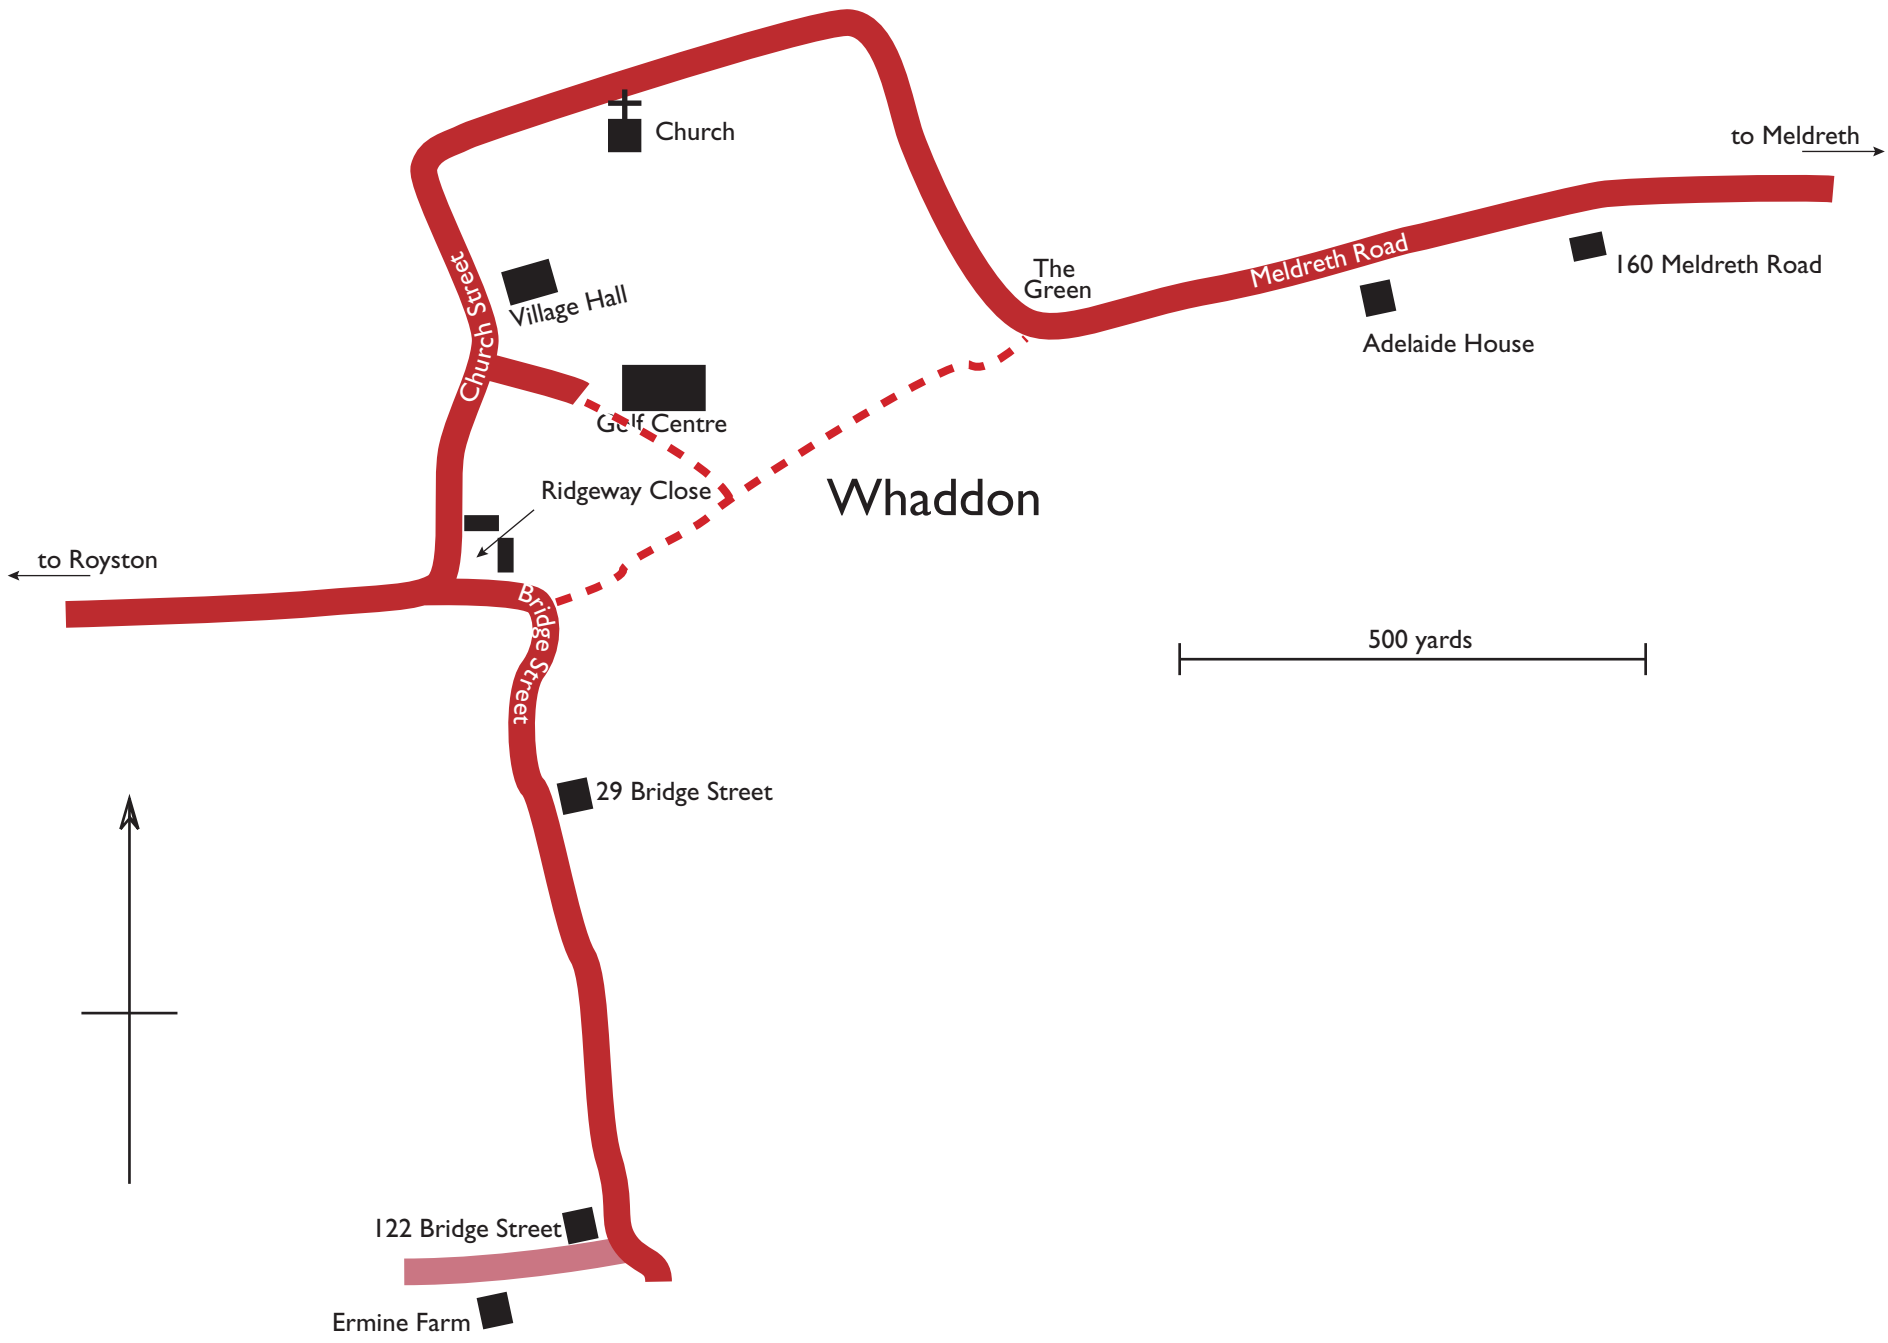 Church
to Meldreth
Church Street
Village Hall
The
Green
Meldreth Road
160 Meldreth Road
Adelaide House
Golf Centre
Ridgeway Close
Whaddon
to Royston
Bridge Street
500 yards
29 Bridge Street
122 Bridge Street
Ermine Farm